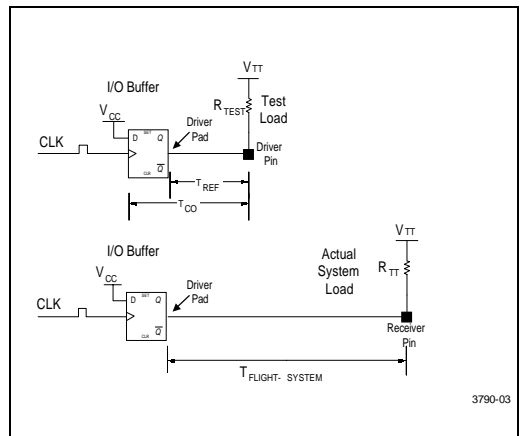 VTT
I/O Buffer
RTEST
Test Load
VCC
Driver Pad
CLK
D SET Q
Driver Pin
Q
CLR
TREF
TCO
VTT
I/O Buffer
Actual System Load
RTT
VCC
Driver Pad
CLK
D SET Q
Q
CLR
Receiver Pin
TFLIGHT- SYSTEM
3790-03